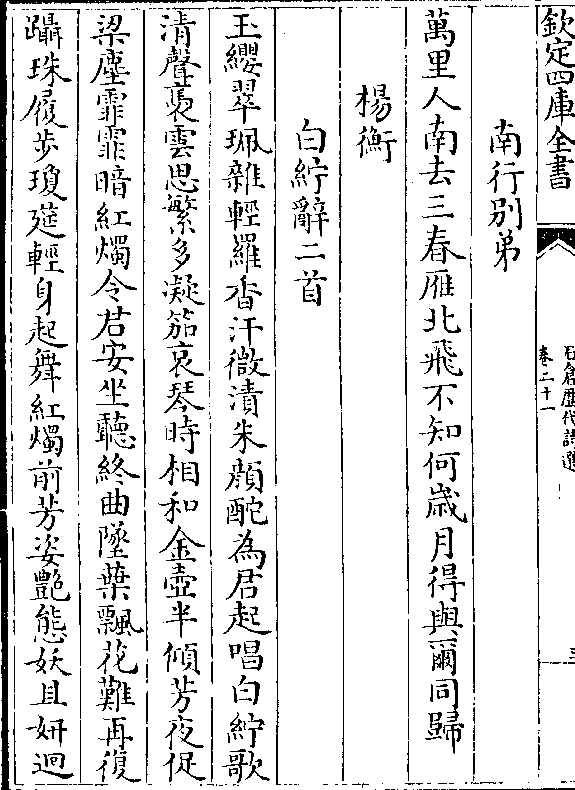 欽定四庫全書
石倉歴代詩選
卷二十一
南行別弟
萬里人南去三春雁北飛不知何歲月得與爾同歸
楊衡
白紵辭二首
玉纓翠珮雜輕羅香汗微漬朱顔酡為君起唱白紵歌
清聲褭雲思繁多凝笳哀琴時相和金壺半傾芳夜促
梁塵霏霏暗紅燭令君安坐聽終曲墜葉飄花難再復
躡珠履步瓊筵輕身起舞紅燭前芳姿艷態妖且妍迴